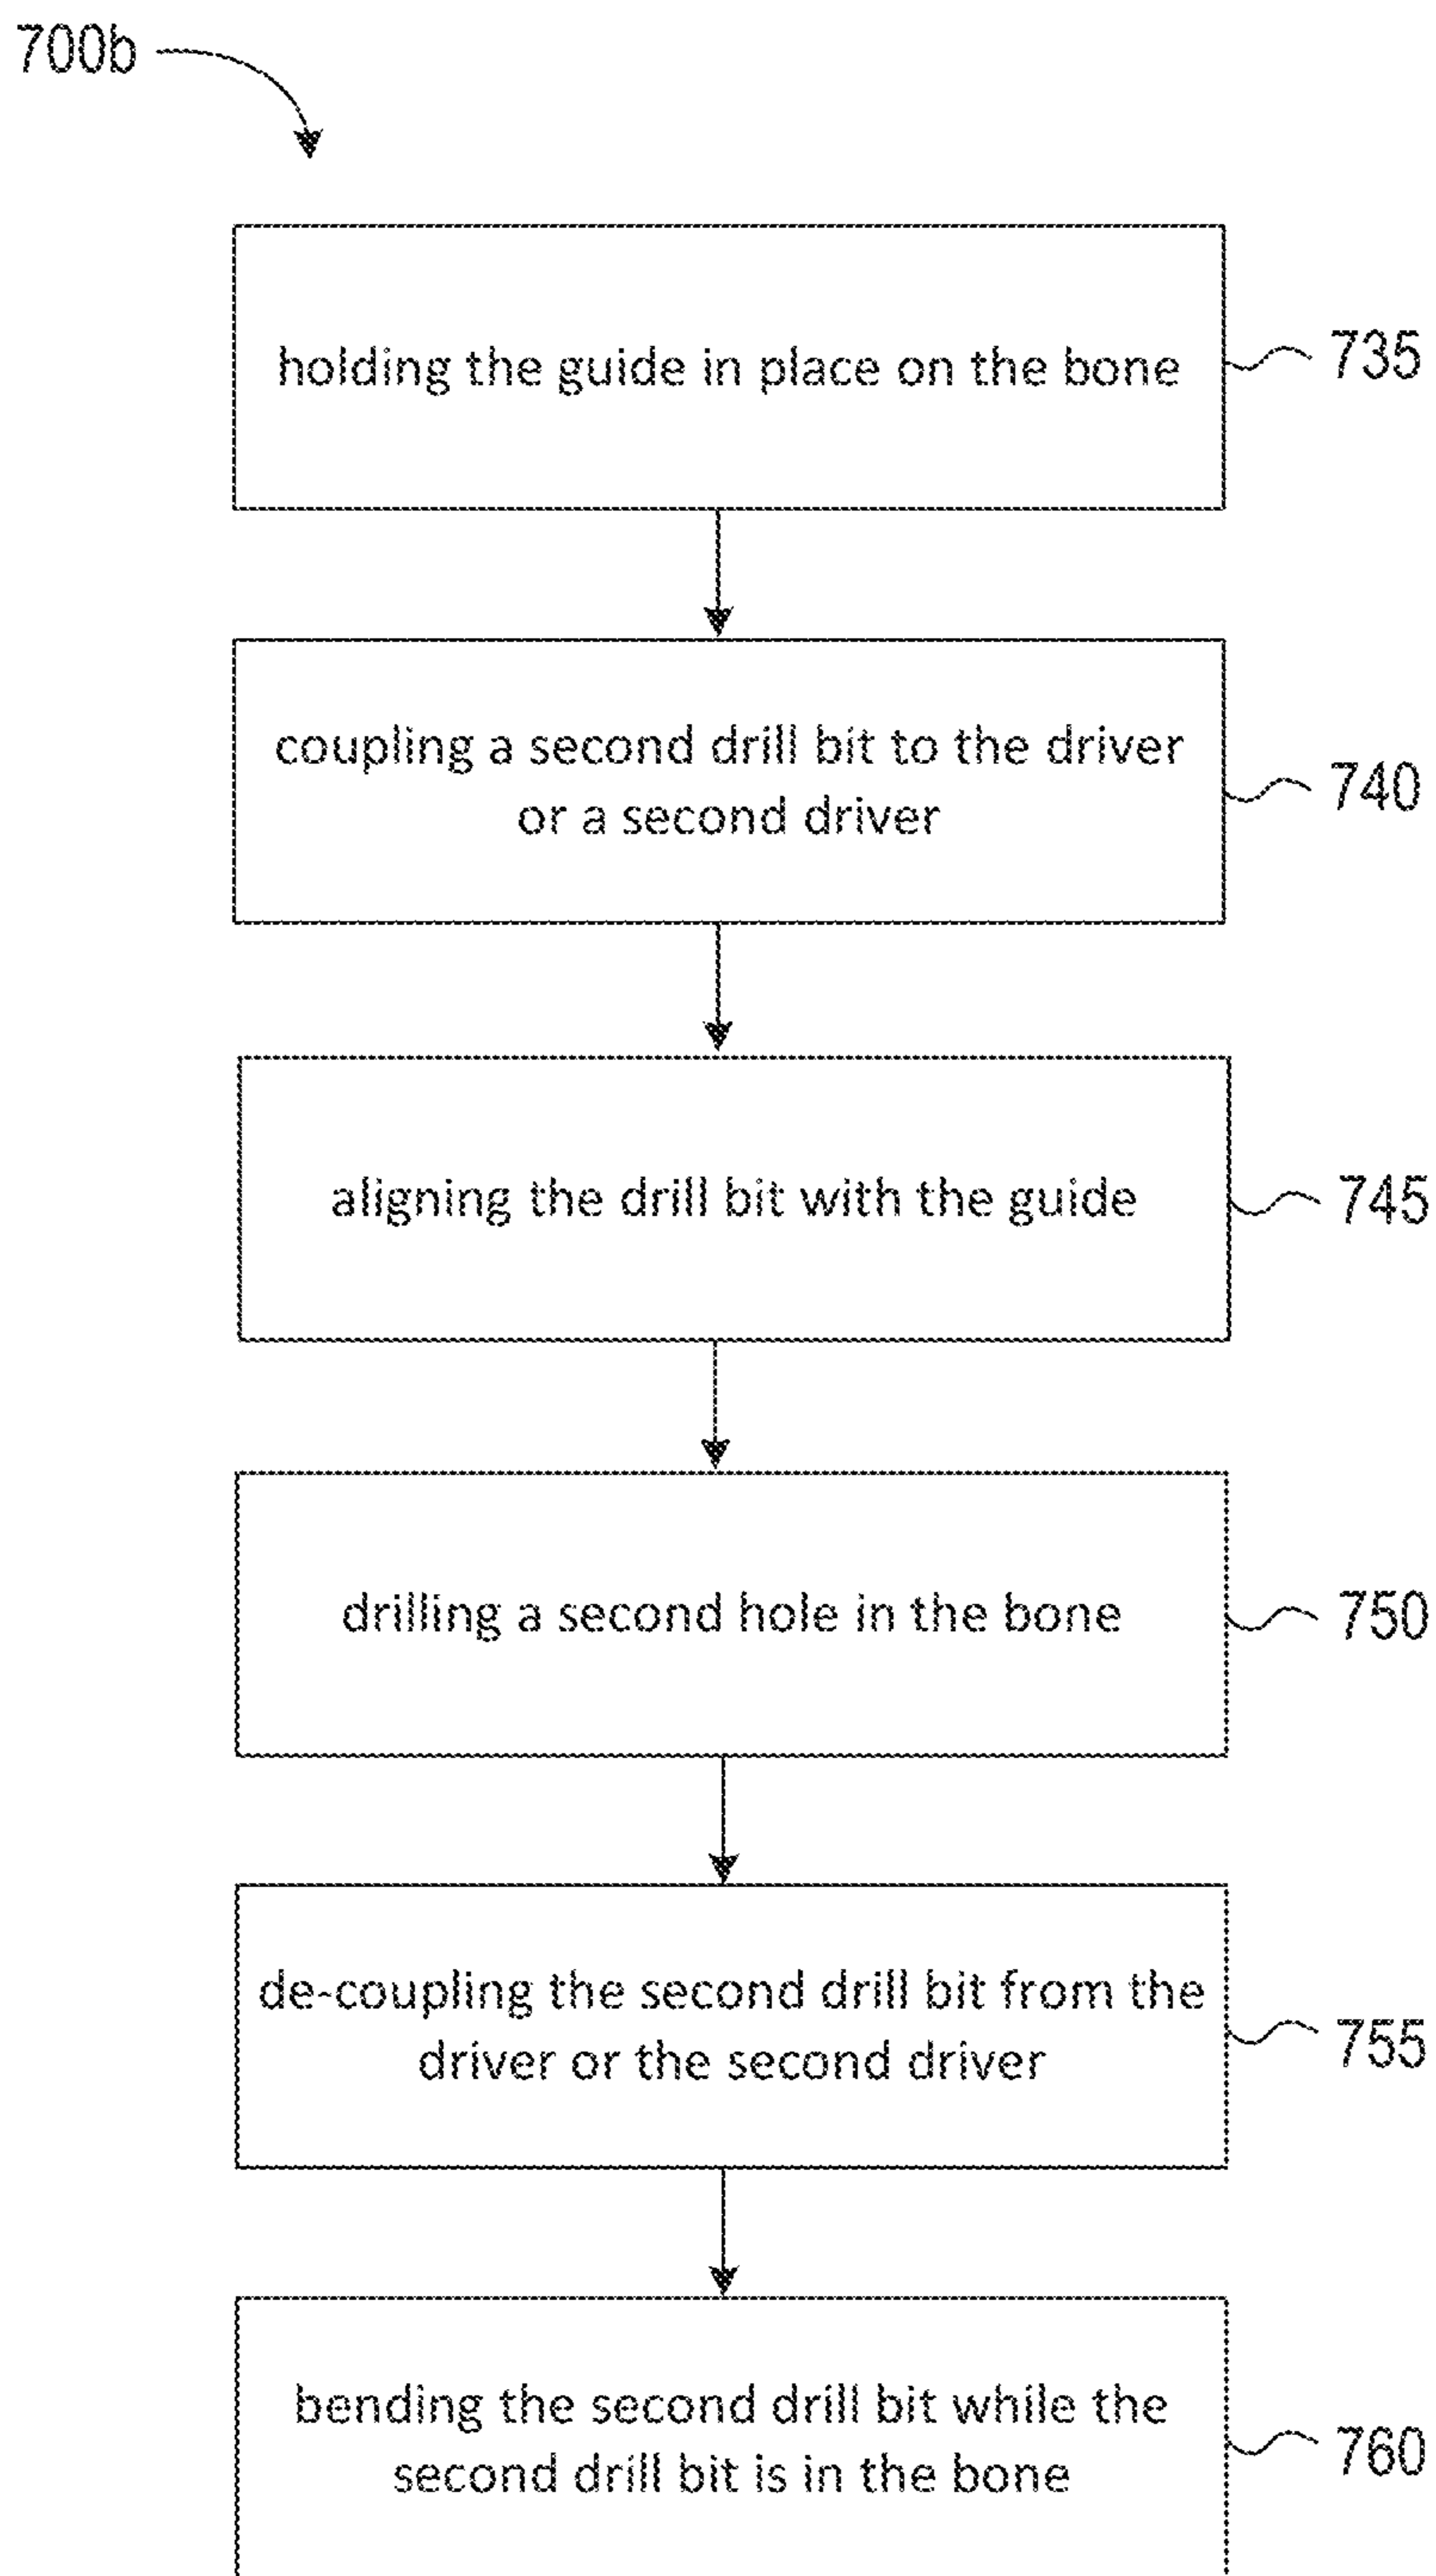 700b
holding the guide in place on the bone
735
coupling a second drill bit to the driver
or a second driver
740
aligning the drill bit with the guide
745
drilling a second hole in the bone
750
de-coupling the second drill bit from the
driver or the second driver
755
bending the second drill bit while the
second drill bit is in the bone
760